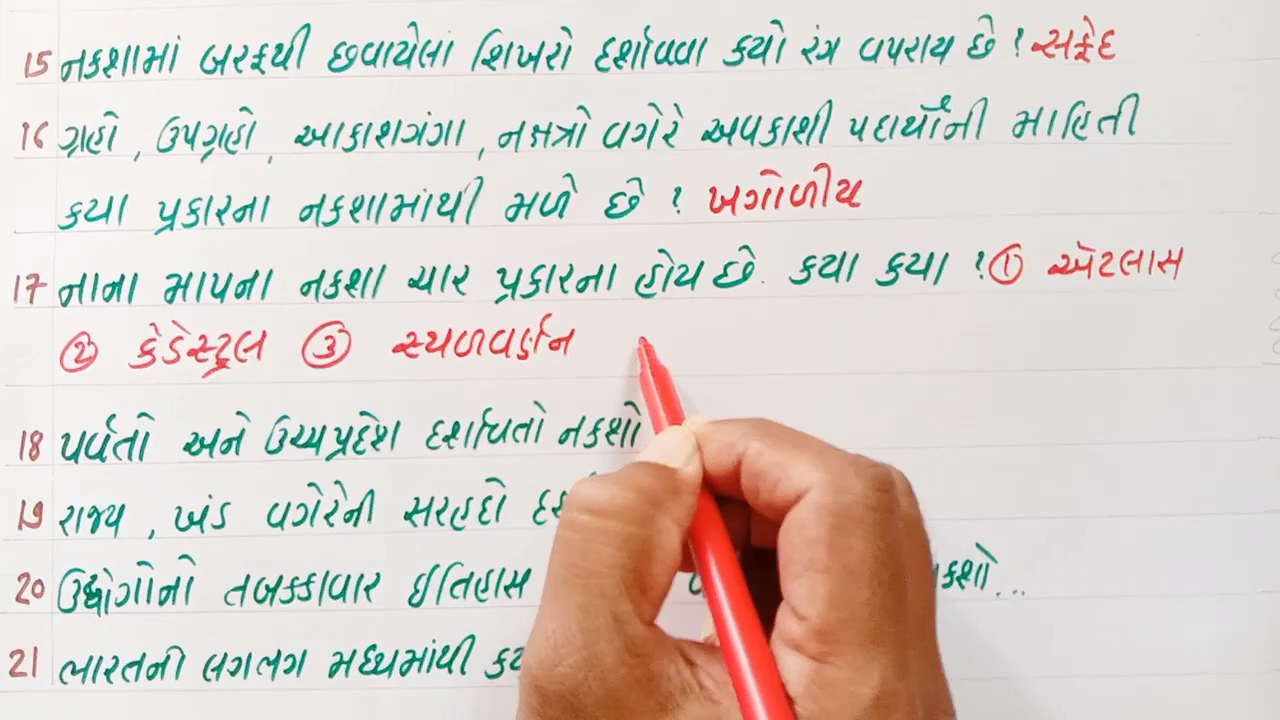 15 નકશામાં બરફથી છવાયેલાં શિખરો દર્શાવવા કયો રંગ વપરાય છે ? સફેદ
16 ગ્રહો , ઉપગ્રહો , આકાશગંગા , નક્ષત્રો વગેરે અવકાશી પદાર્થોની માહિતી
કયા પ્રકારના નકશામાંથી મળે છે ? ખગોળીય
17 નાના માપના નકશા ચાર પ્રકારના હોય છે. કયા કયા ? ① એટલાસ
② કેડેસ્ટ્રલ ③ સ્થળવર્ણન
18 પર્વતો અને ઉચ્ચપ્રદેશ દર્શાવતો નકશો
19 રાજ્ય , ખંડ વગેરેની સરહદો
20 ઉદ્યોગોનો તબક્કાવાર ઈતિહાસ
21 ભારતની લગભગ મધ્યમાંથી